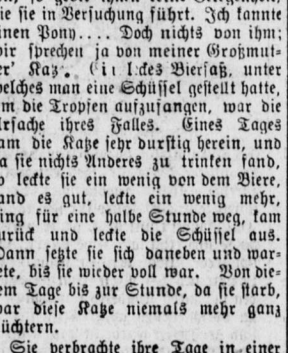 ie sie in Versuchung führt. Ich kannte
inen Pony.... Doch nichts von ihm;
ir sprechen ja von meiner Großmut-
er' Katz. leckes Bierfaß, unter
elches man eine Schüssel gestellt hatte,
m die Tropfen aufzufangen, war die
rsache ihres Falles. Eines Tages
am die Katze sehr durstig herein, und
a sie nichts Anderes zu trinken fand,
o leckte sie ein wenig von dem Biere,
and es gut, leckte ein wenig mehr,
ing für eine halbe Stunde weg, kam
urück und leckte die Schüssel aus.
Dann setzte sie sich daneben und war-
ete, bis sie wieder voll war. Von die-
em Tage bis zur Stunde, da sie starb,
ar diese Katze niemals mehr ganz
üchtern.
Sie verbrachte ihre Tage in einer